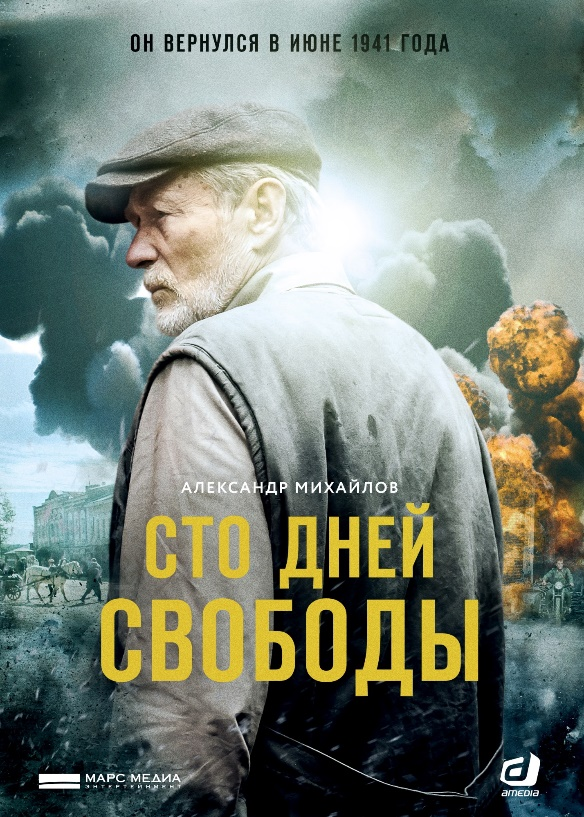 ОН ВЕРНУЛСЯ В ИЮНЕ 1941 ГОДА
АЛЕКСАНДР МИХАЙЛОВ
СТО ДНЕЙ
СВОБОДЫ
МАРС МЕДИА
ЭНТЕРТЕЙНМЕНТ
amedia